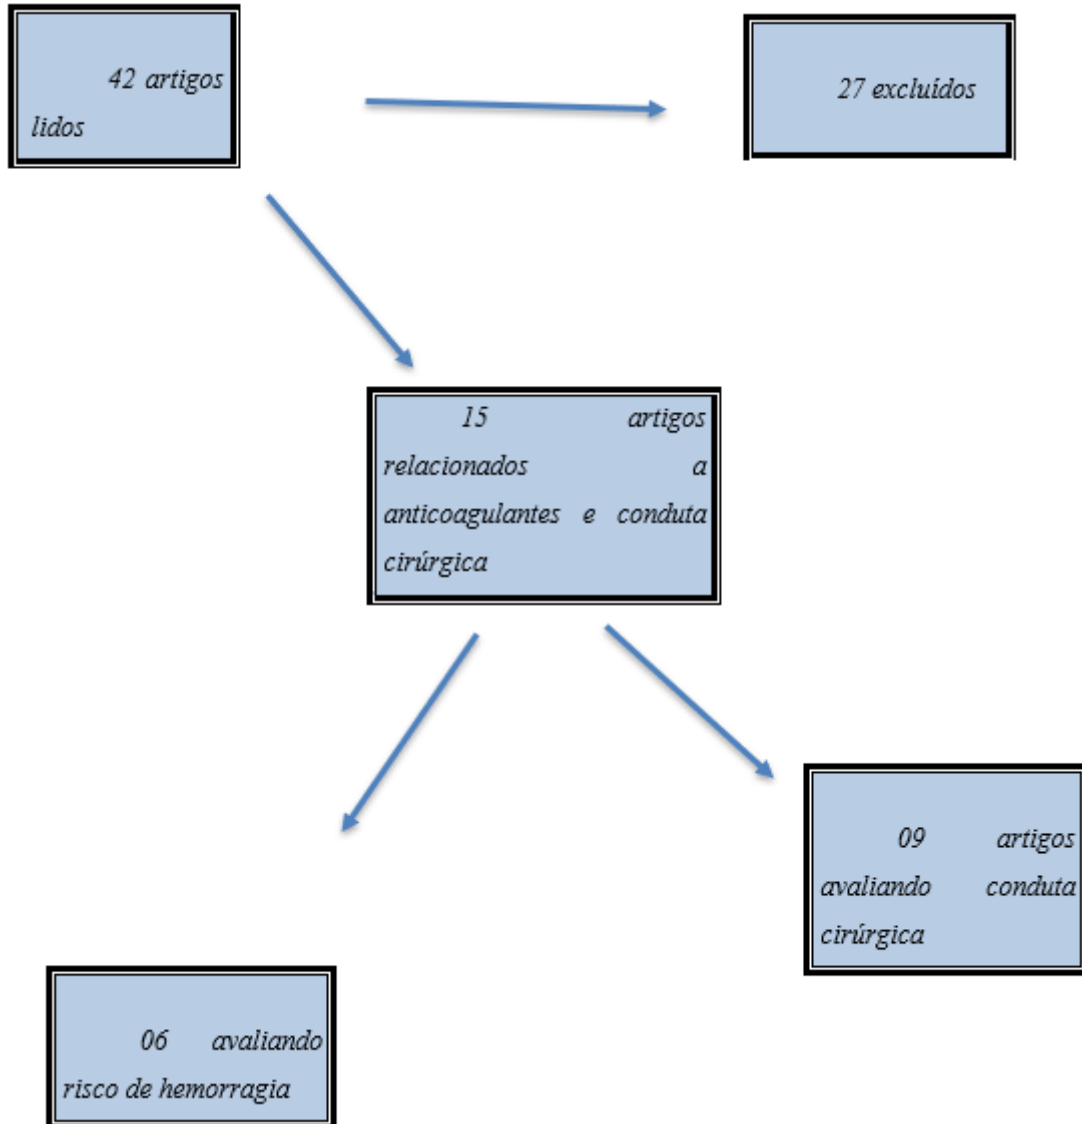 42 artigos
lidos
27 excluídos
15 artigos
relacionados a
anticoagulantes e conduta
cirúrgica
09 artigos
avaliando conduta
cirúrgica
06 avaliando
risco de hemorragia